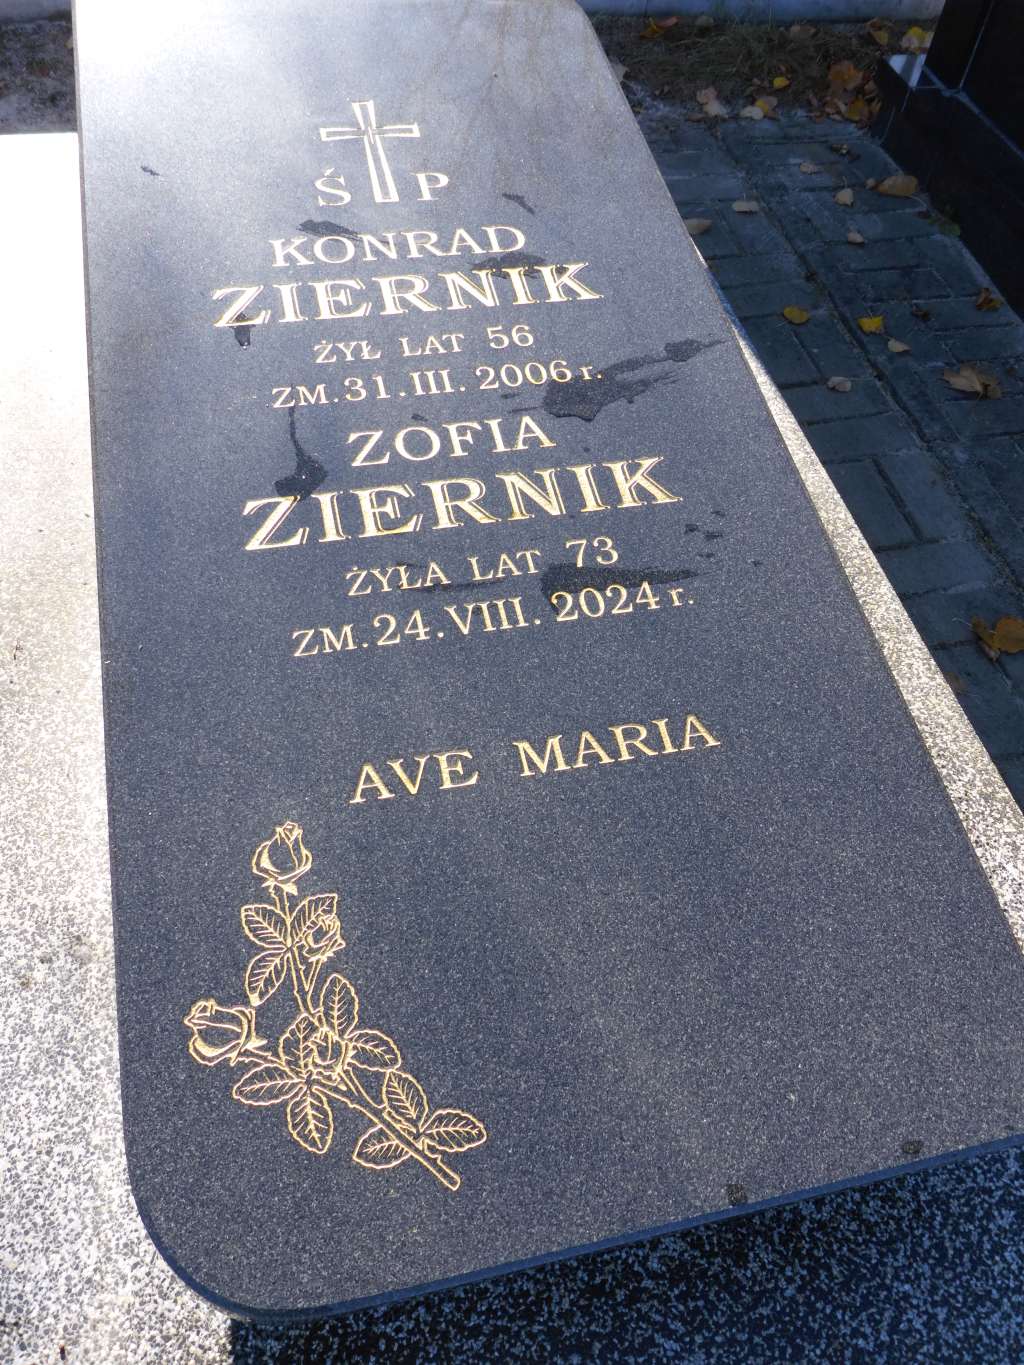 Ś P
KONRAD
ZIERNIK
ŻYŁ LAT 56
ZM. 31. III. 2006 r.
ZOFIA
ZIERNIK
ŻYŁA LAT 73
ZM. 24. VIII. 2024 r.
AVE MARIA